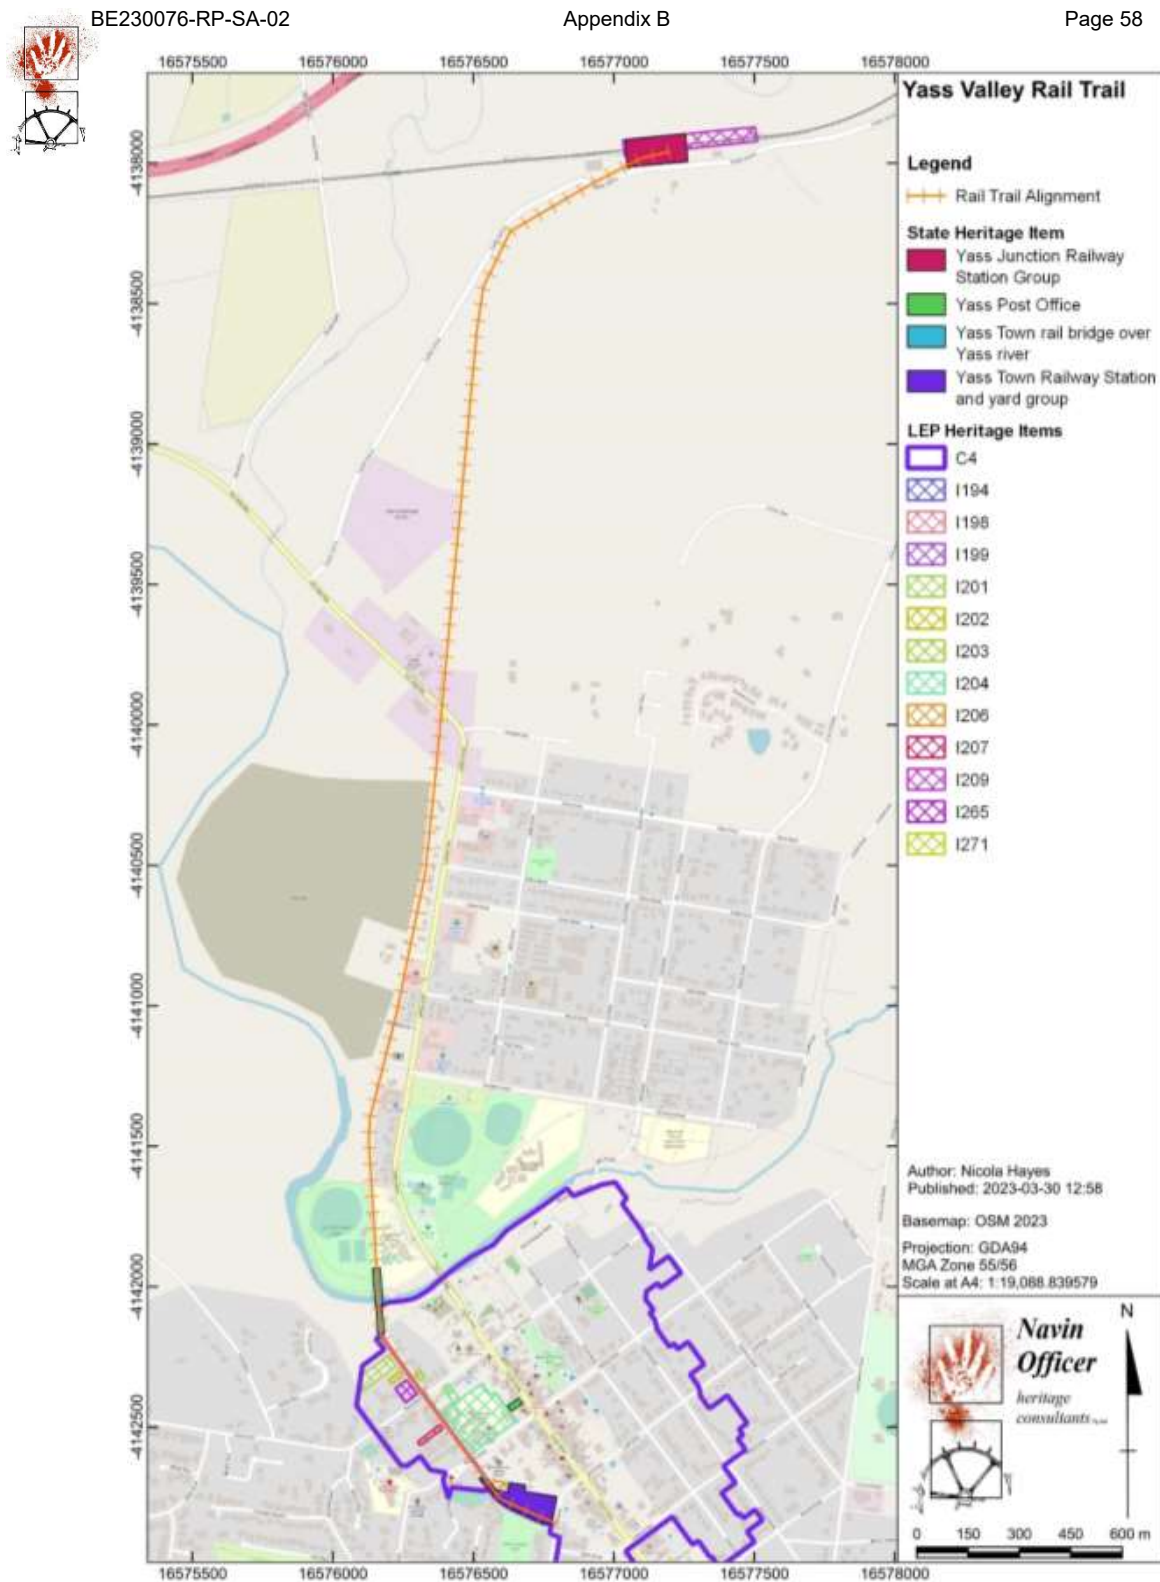 BE230076-RP-SA-02 Appendix B Page 58
16575500 16576000 16576500 16577000 16577500 16578000
-4138000
-4138500
-4139000
-4139500
-4140000
-4140500
-4141000
-4141500
-4142000
-4142500
16575500 16576000 16576500 16577000 16577500 16578000
Yass Valley Rail Trail
Legend
Rail Trail Alignment
State Heritage Item
Yass Junction Railway
Station Group
Yass Post Office
Yass Town rail bridge over
Yass river
Yass Town Railway Station
and yard group
LEP Heritage Items
C4
I194
I198
I199
I201
I202
I203
I204
I206
I207
I209
I265
I271
Author: Nicola Hayes
Published: 2023-03-30 12:58
Basemap: OSM 2023
Projection: GDA94
MGA Zone 55/56
Scale at A4: 1:19,088.839579
Navin
Officer
heritage
consultants
N
0 150 300 450 600 m